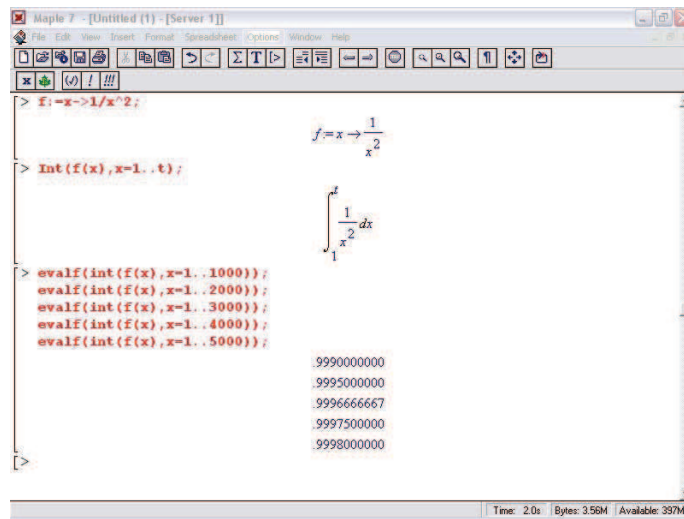 Maple 7 - [Untitled (1) - [Server 1]]
File Edit View Insert Format Spreadsheet Options Window Help
Σ T [>
x (√) ! !!!
> f:=x->1/x^2;
f := x → 1/x^2
> Int(f(x),x=1..t);
∫_1^t 1/x^2 dx
> evalf(int(f(x),x=1..1000));
evalf(int(f(x),x=1..2000));
evalf(int(f(x),x=1..3000));
evalf(int(f(x),x=1..4000));
evalf(int(f(x),x=1..5000));
.9990000000
.9995000000
.9996666667
.9997500000
.9998000000
>
Time: 2.0s Bytes: 3.56M Available: 397M